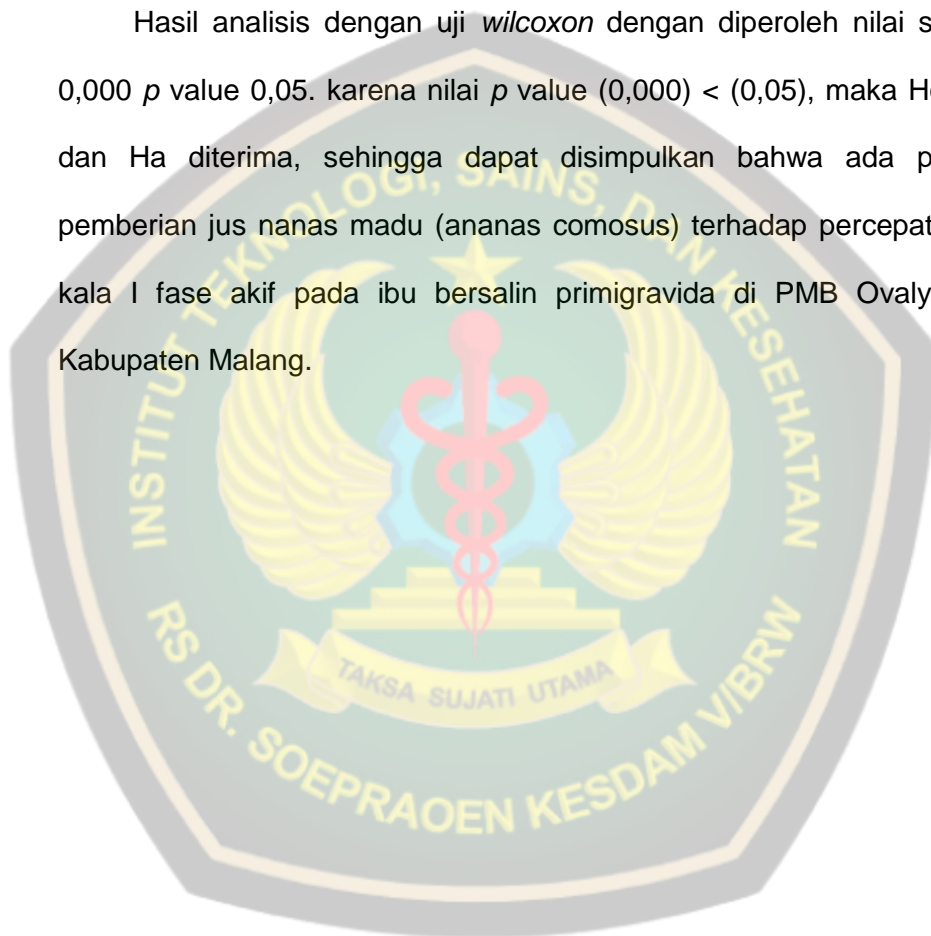 Hasil analisis dengan uji wilcoxon dengan diperoleh nilai
0,000 p value 0,05. karena nilai p value (0,000) < (0,05), maka
dan Ha diterima, sehingga dapat disimpulkan bahwa ada
pemberian jus nanas madu (ananas comosus) terhadap
kala I fase akif pada ibu bersalin primigravida di PMB
Kabupaten Malang.
INSTITUT TEKNOLOGI, SAINS, DAN KESEHATAN
TAKSA SUJATI UTAMA
RS DR. SOEPRAOEN KESDAM V/BRW